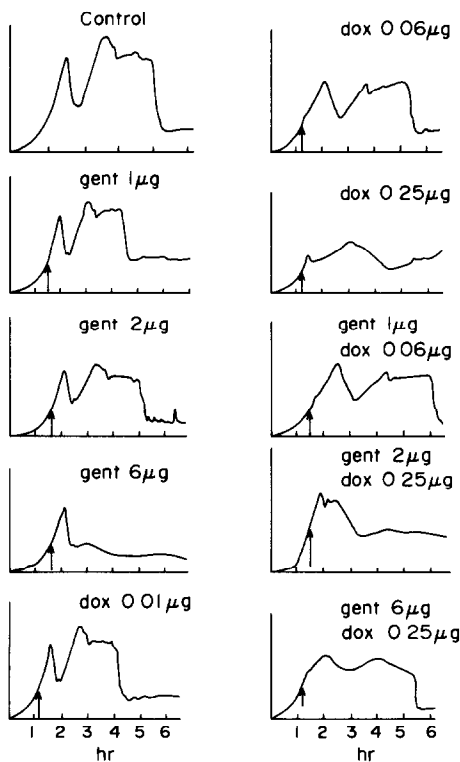 Control
gent 1μg
gent 2μg
gent 6μg
dox 0 01μg
1 2 3 4 5 6
hr
dox 0 06μg
dox 0 25μg
gent 1μg
dox 0 06μg
gent 2μg
dox 0 25μg
gent 6μg
dox 0 25μg
1 2 3 4 5 6
hr